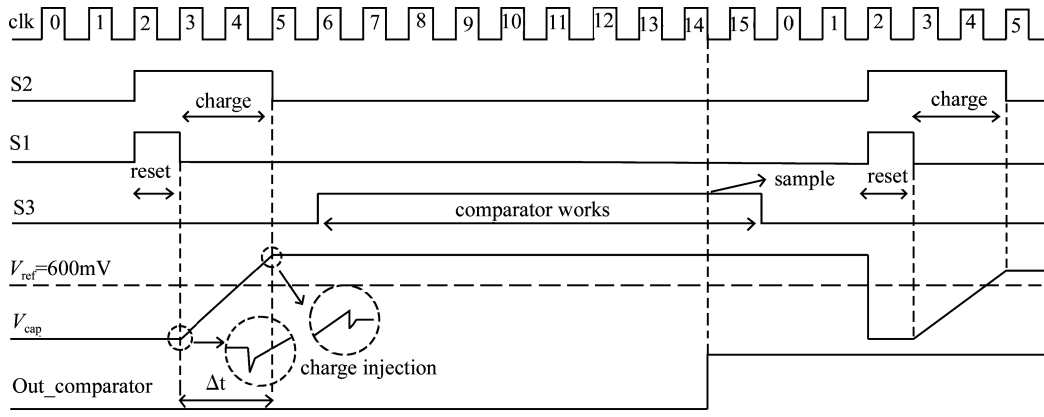 clk 0 1 2 3 4 5 6 7 8 9 10 11 12 13 14 15 0 1 2 3 4 5
S2
charge charge
S1
reset reset
sample
S3
comparator works
Vref=600mV
Vcap
charge injection
Δt
Out_comparator